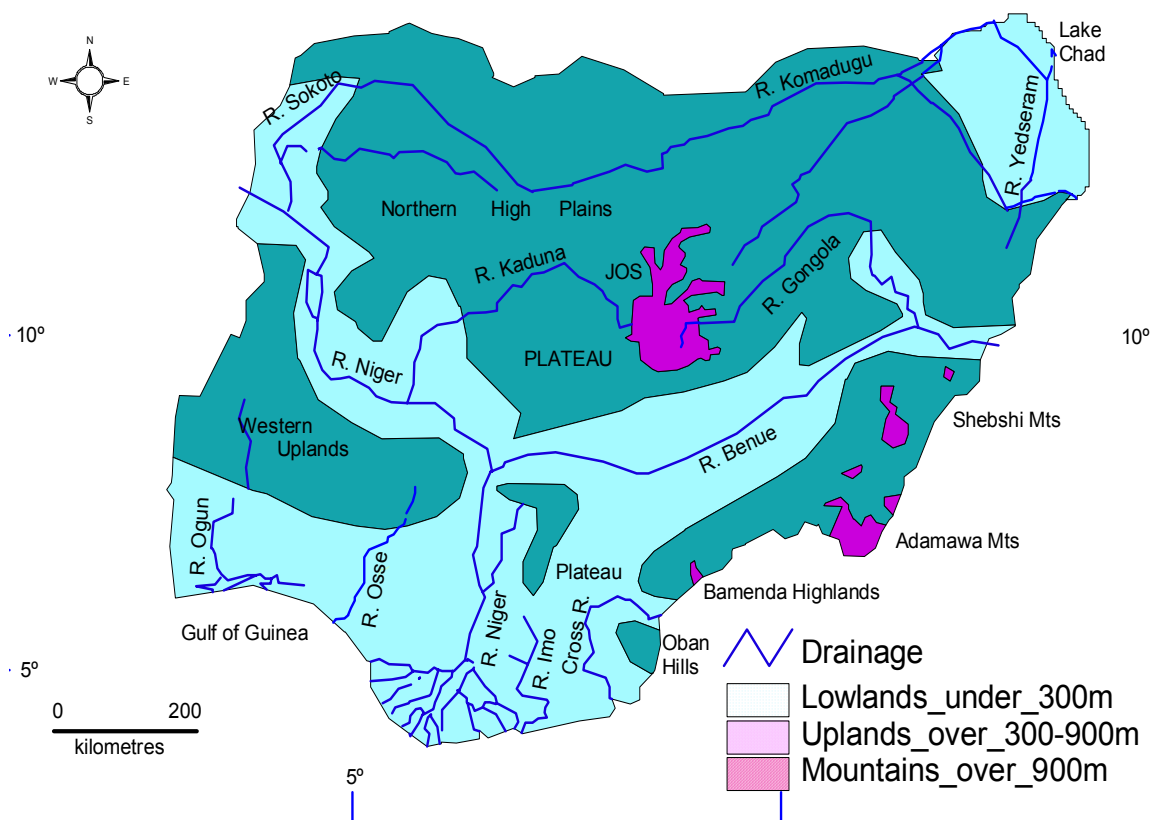 Lake
Chad
N
W E
S
R. Sokoto
R. Komadugu
R. Yedseram
Northern High Plains
R. Kaduna
JOS
R. Gongola
10º
10º
R. Niger
PLATEAU
Western
Uplands
Shebshi Mts
R. Benue
R. Ogun
R. Osse
Adamawa Mts
Plateau
Bamenda Highlands
R. Niger
R. Imo
Cross R.
Gulf of Guinea
Oban
Hills
5º
Drainage
Lowlands_under_300m
Uplands_over_300-900m
Mountains_over_900m
0 200
kilometres
5º